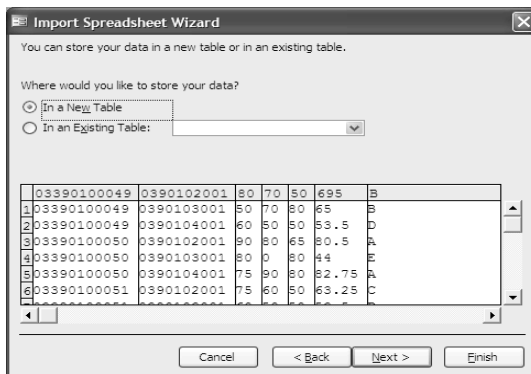 Import Spreadsheet Wizard
You can store your data in a new table or in an existing table.
Where would you like to store your data?
In a New Table
In an Existing Table:
03390100049 0390102001 80 70 50 695 B
1 03390100049 0390103001 50 70 80 65 B
2 03390100049 0390104001 60 50 50 53.5 D
3 03390100050 0390102001 90 80 65 80.5 A
4 03390100050 0390103001 80 0 80 44 E
5 03390100050 0390104001 75 90 80 82.75 A
6 03390100051 0390102001 75 60 50 63.25 C
Cancel < Back Next > Finish